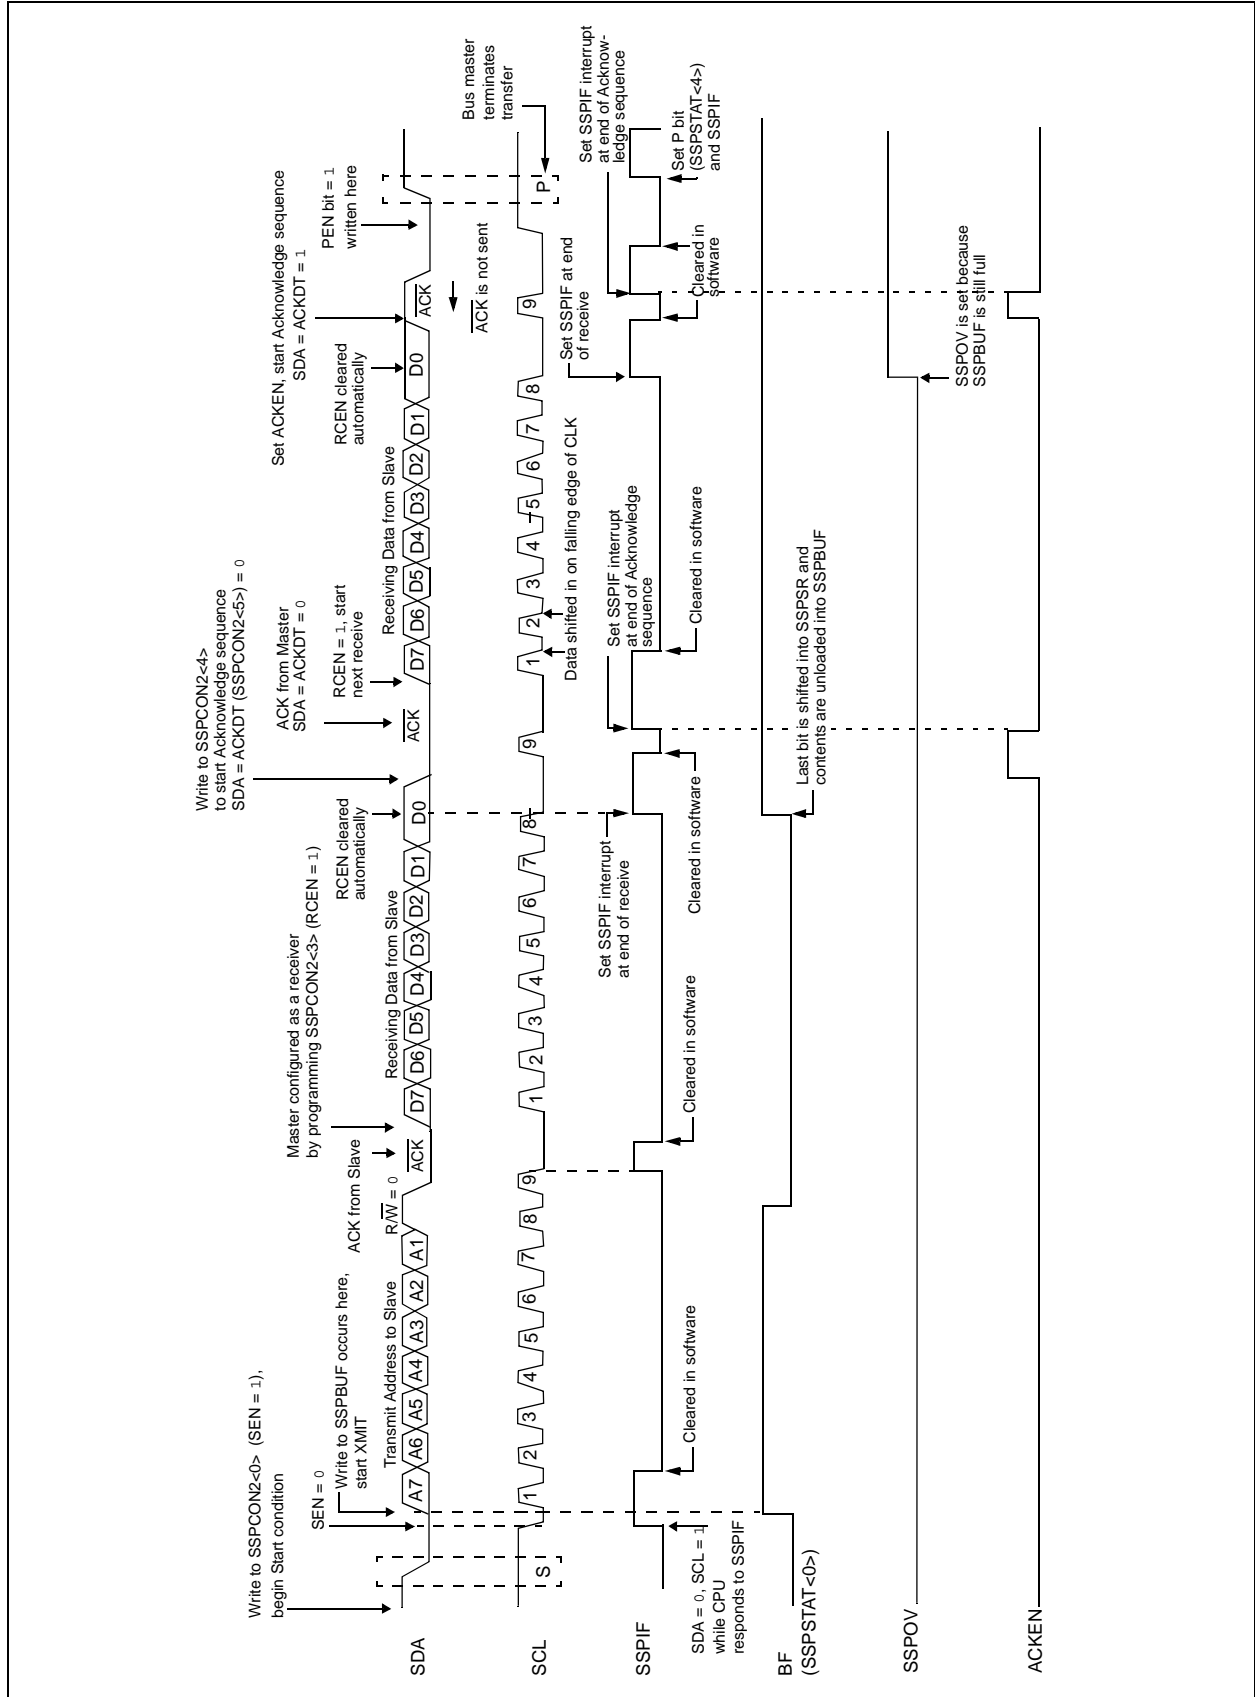 Write to SSPCON2<0> (SEN = 1),
begin Start condition
SEN = 0
Write to SSPBUF occurs here,
start XMIT
Transmit Address to Slave
R/W = 0
ACK from Slave
Master configured as a receiver
by programming SSPCON2<3> (RCEN = 1)
Receiving Data from Slave
RCEN cleared
automatically
Write to SSPCON2<4>
to start Acknowledge sequence
SDA = ACKDT (SSPCON2<5>) = 0
ACK from Master
SDA = ACKDT = 0
RCEN = 1, start
next receive
Receiving Data from Slave
RCEN cleared
automatically
Set ACKEN, start Acknowledge sequence
SDA = ACKDT = 1
PEN bit = 1
written here
SDA
A7 A6 A5 A4 A3 A2 A1
ACK
D7 D6 D5 D4 D3 D2 D1 D0
ACK
D7 D6 D5 D4 D3 D2 D1 D0
ACK
ACK is not sent
Bus master
terminates
transfer
SCL
S
1 2 3 4 5 6 7 8 9
1 2 3 4 5 6 7 8 9
1 2 3 4 5 6 7 8 9
P
Data shifted in on falling edge of CLK
SSPIF
SDA = 0, SCL = 1
while CPU
responds to SSPIF
Cleared in software
Cleared in software
Set SSPIF interrupt
at end of receive
Cleared in software
Set SSPIF interrupt
at end of Acknowledge
sequence
Cleared in software
Set SSPIF at end
of receive
Cleared in
software
Set SSPIF interrupt
at end of Acknow-
ledge sequence
Set P bit
(SSPSTAT<4>)
and SSPIF
BF
(SSPSTAT<0>)
Last bit is shifted into SSPSR and
contents are unloaded into SSPBUF
SSPOV
SSPOV is set because
SSPBUF is still full
ACKEN